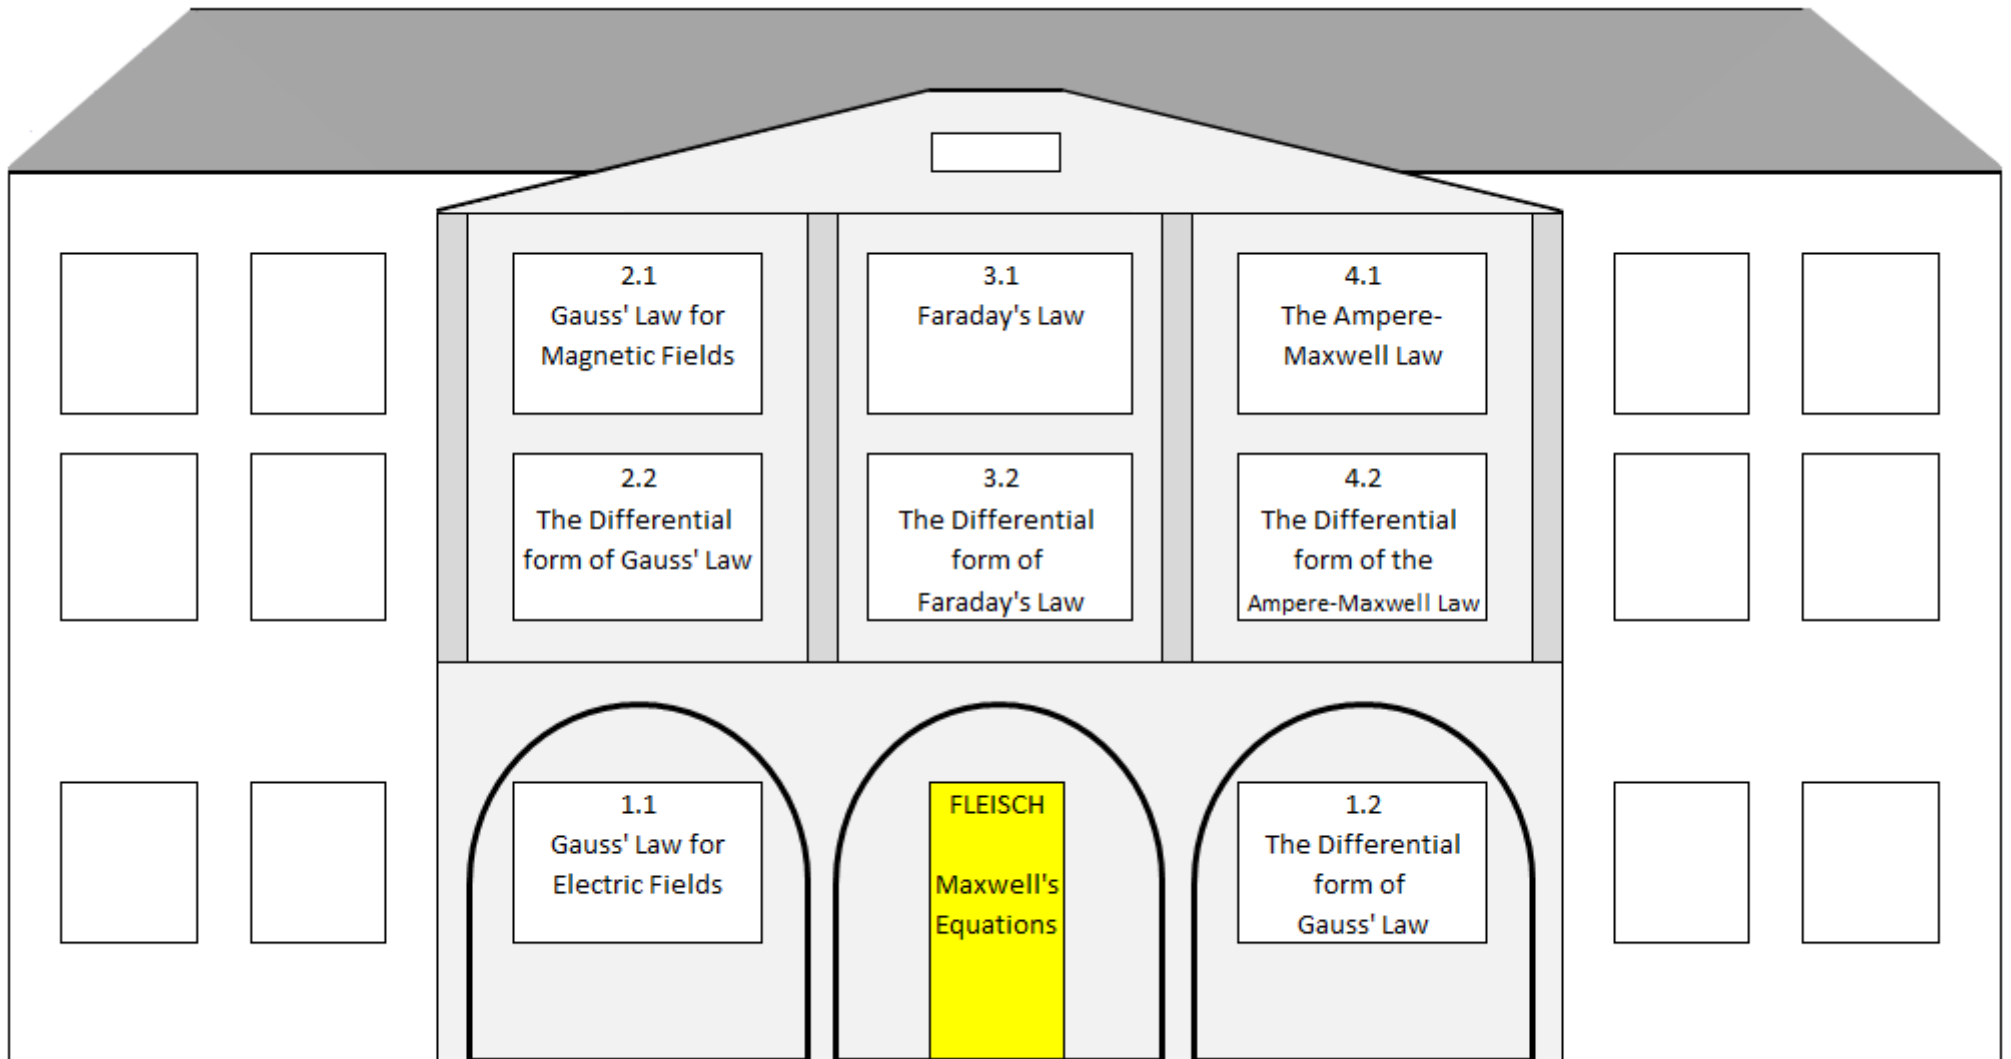 2.1
Gauss' Law for
Magnetic Fields
3.1
Faraday's Law
4.1
The Ampere-
Maxwell Law
2.2
The Differential
form of Gauss' Law
3.2
The Differential
form of
Faraday's Law
4.2
The Differential
form of the
Ampere-Maxwell Law
1.1
Gauss' Law for
Electric Fields
FLEISCH
Maxwell's
Equations
1.2
The Differential
form of
Gauss' Law